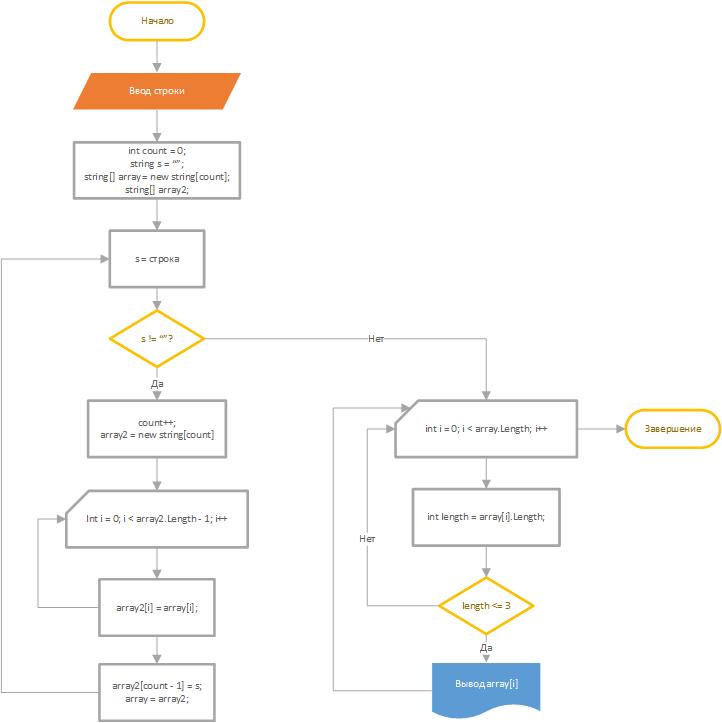 Начало
Ввод строки
int count = 0;
string s = “”;
string[] array = new string[count];
string[] array2;
s = строка
s != “”?
Нет
Да
count++;
array2 = new string[count]
Int i = 0; i < array2.Length - 1; i++
array2[i] = array[i];
array2[count - 1] = s;
array = array2;
int i = 0; i < array.Length; i++
Завершение
int length = array[i].Length;
Нет
length <= 3
Да
Вывод array[i]